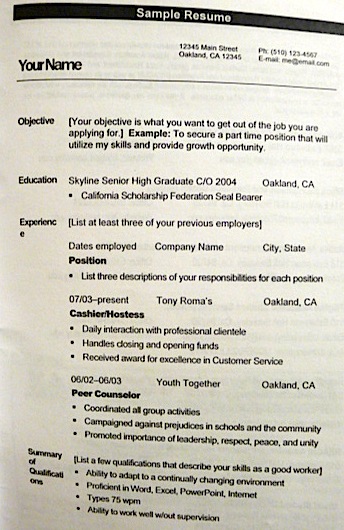 Sample Resume
12345 Main Street
Oakland, CA 12345
Ph: (510) 123-4567
E-mail: me@email.com
Your Name
Objective [Your objective is what you want to get out of the job you are
applying for.] Example: To secure a part time position that will
utilize my skills and provide growth opportunity.
Education Skyline Senior High Graduate C/O 2004 Oakland, CA
• California Scholarship Federation Seal Bearer
Experienc
e
[List at least three of your previous employers]
Dates employed Company Name City, State
Position
• List three descriptions of your responsibilities for each position
07/03–present Tony Roma's Oakland, CA
Cashier/Hostess
• Daily interaction with professional clientele
• Handles closing and opening funds
• Received award for excellence in Customer Service
06/02–06/03 Youth Together Oakland, CA
Peer Counselor
• Coordinated all group activities
• Campaigned against prejudices in schools and the community
• Promoted importance of leadership, respect, peace, and unity
Summary
of
Qualificati
ons
[List a few qualifications that describe your skills as a good worker]
• Ability to adapt to a continually changing environment
• Proficient in Word, Excel, PowerPoint, Internet
• Types 75 wpm
• Ability to work well w/out supervision